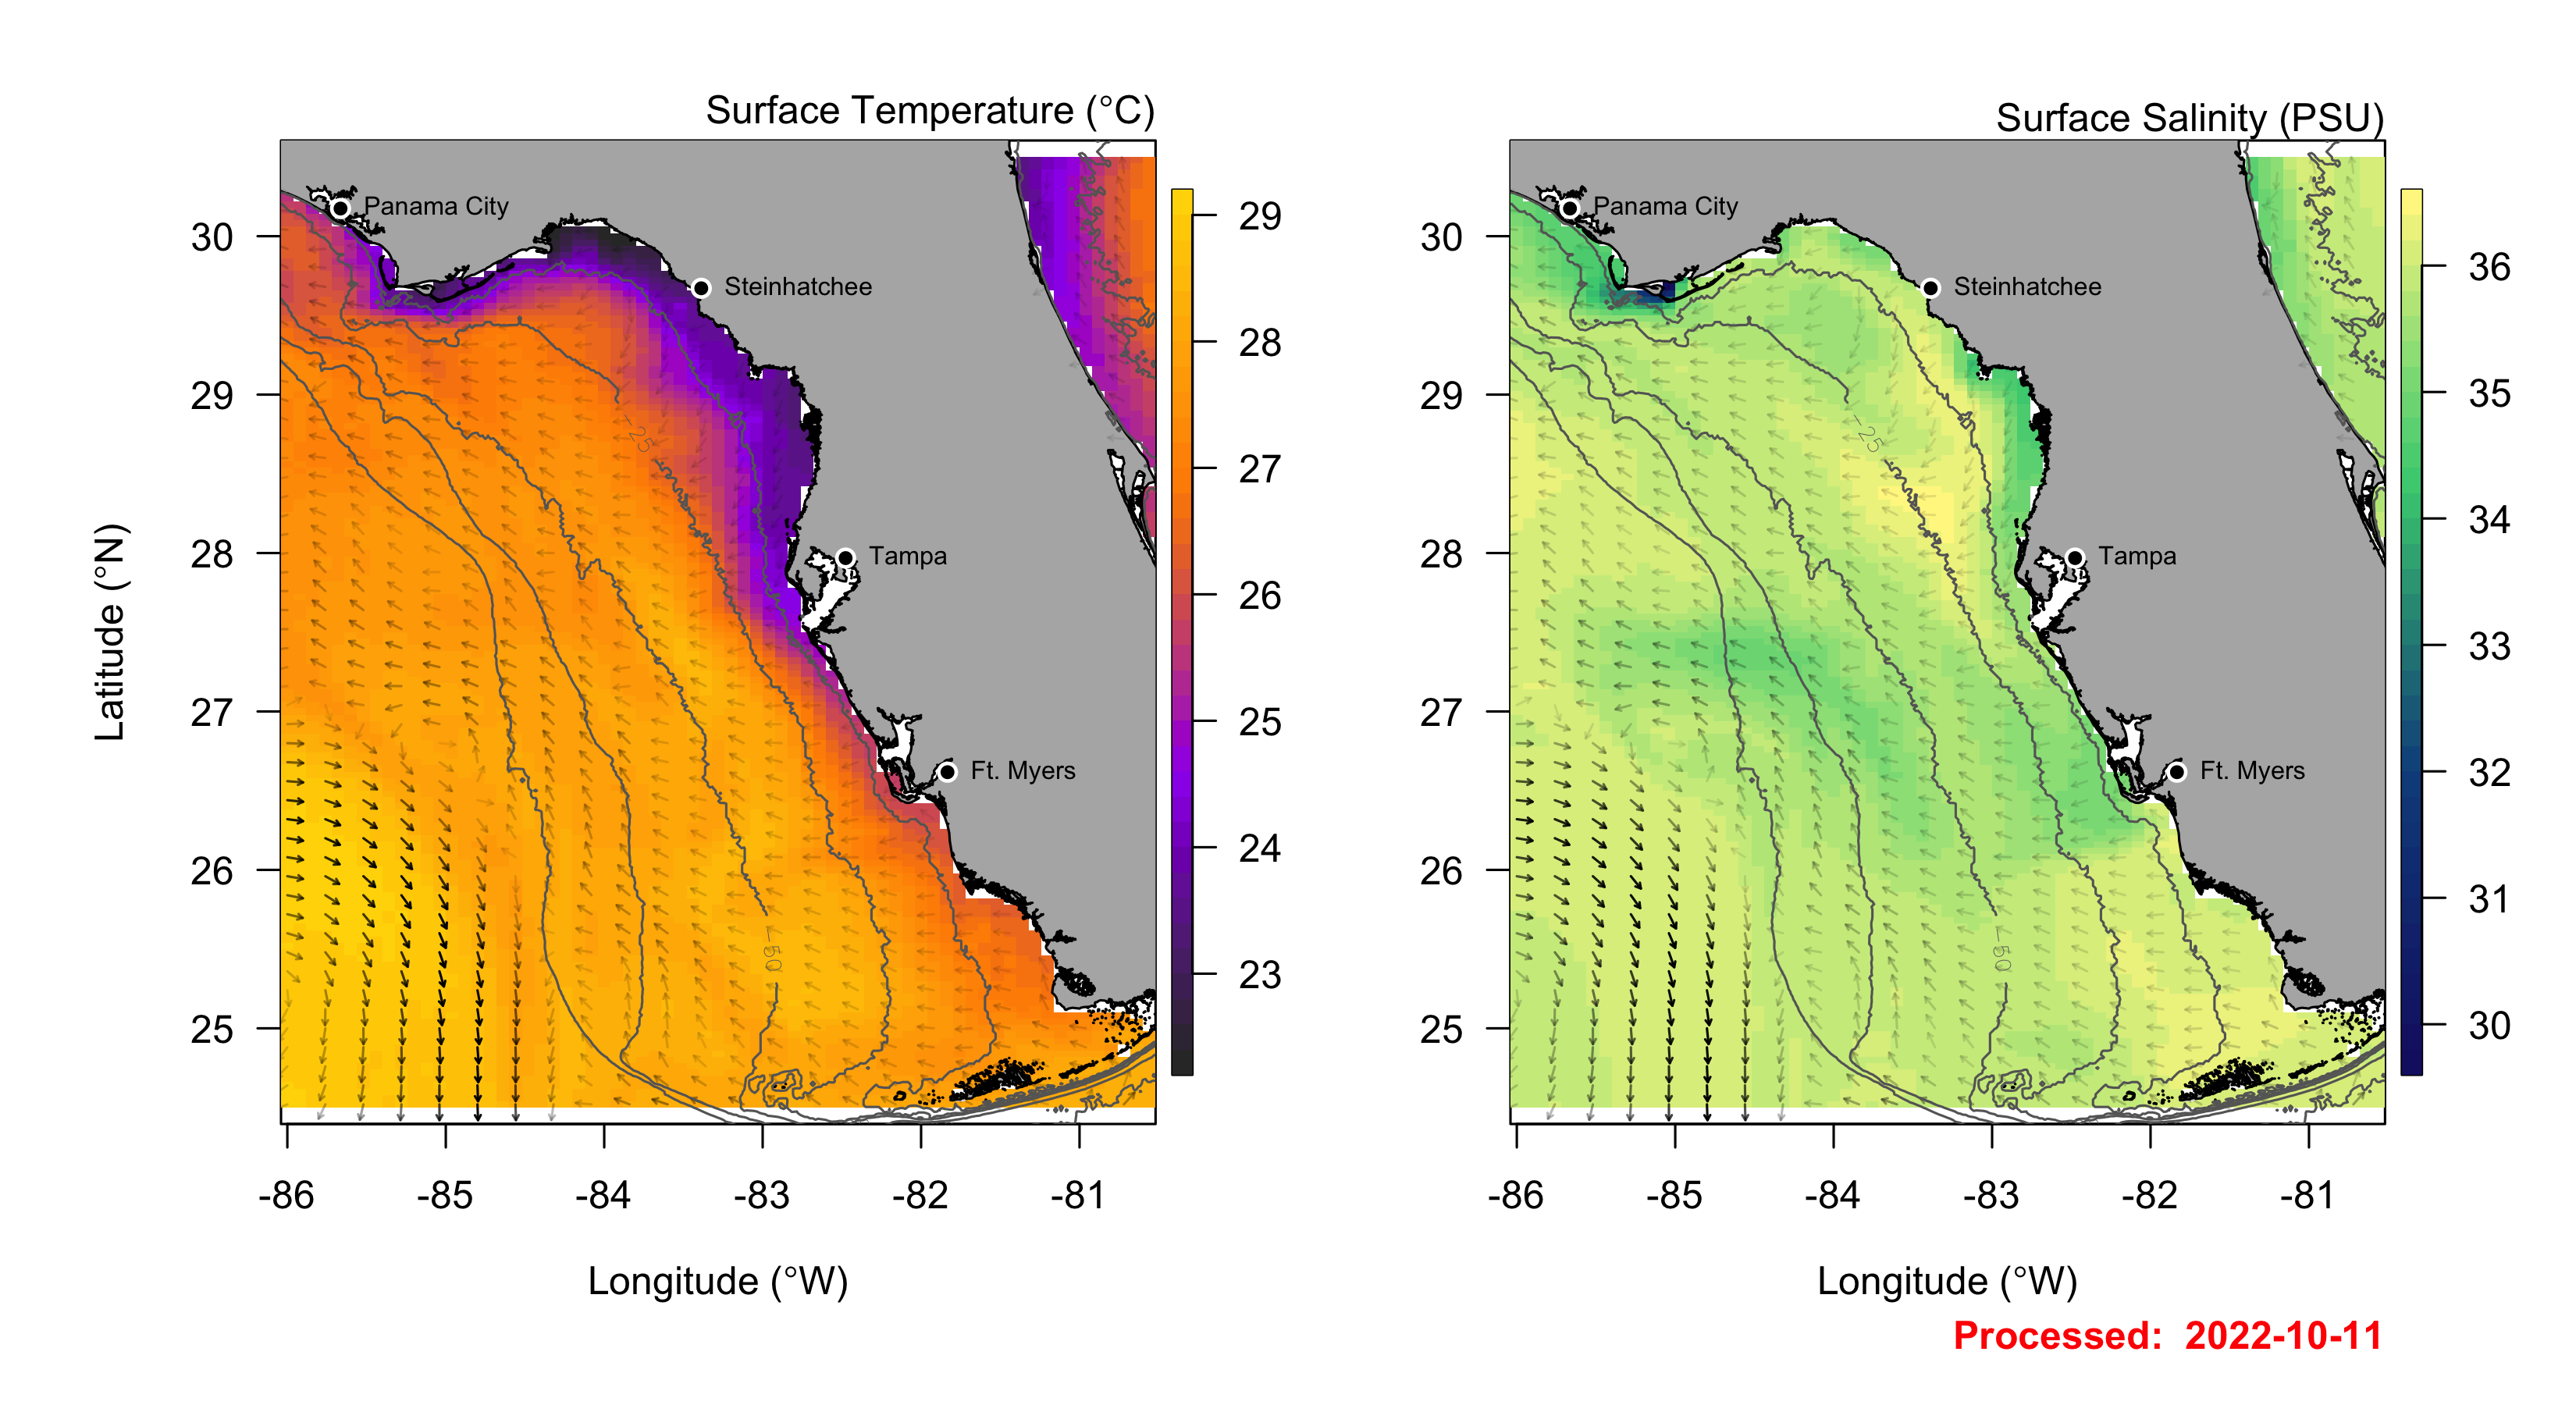 Surface Temperature (°C)
Panama City
Steinhatchee
Tampa
Ft. Myers
-25
-50
30
29
28
27
26
25
Latitude (°N)
-86 -85 -84 -83 -82 -81
Longitude (°W)
29
28
27
26
25
24
23
Surface Salinity (PSU)
Panama City
Steinhatchee
Tampa
Ft. Myers
-25
-50
30
29
28
27
26
25
-86 -85 -84 -83 -82 -81
Longitude (°W)
36
35
34
33
32
31
30
Processed: 2022-10-11